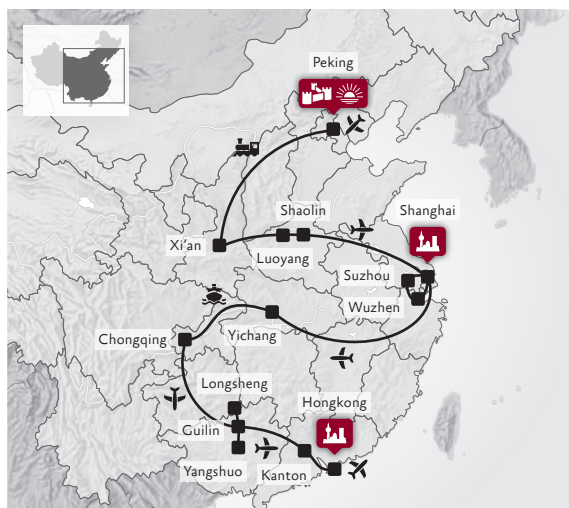 Peking
Shaolin
Shanghai
Xi’an
Luoyang
Suzhou
Wuzhen
Chongqing
Yichang
Longsheng
Hongkong
Guilin
Yangshuo
Kanton